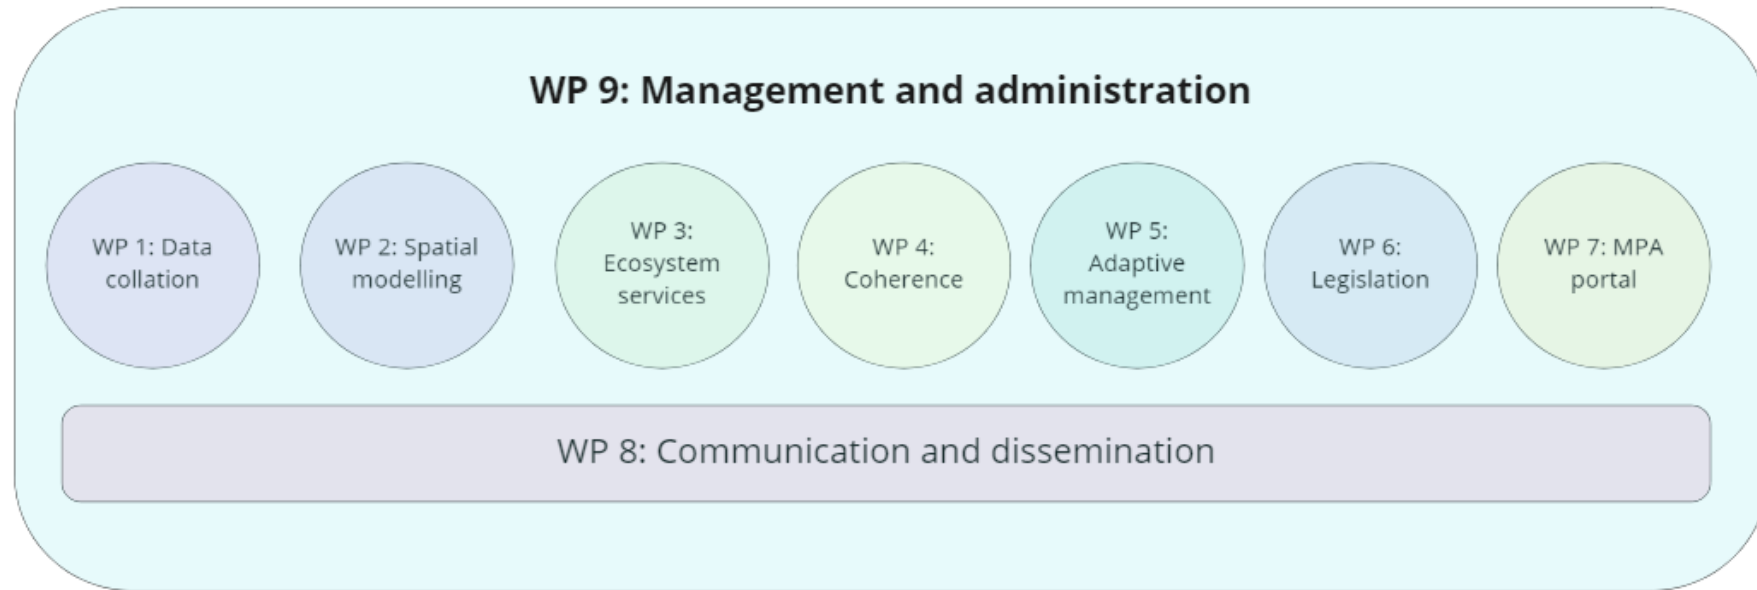 WP 9: Management and administration
WP 1: Data
collation
WP 2: Spatial
modelling
WP 3:
Ecosystem
services
WP 4:
Coherence
WP 5:
Adaptive
management
WP 6:
Legislation
WP 7: MPA
portal
WP 8: Communication and dissemination